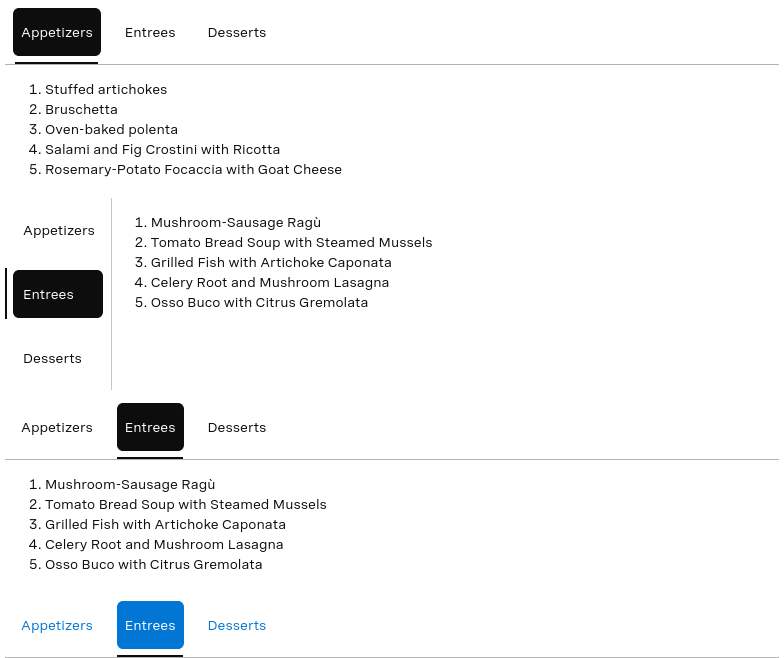 Appetizers Entrees Desserts
1. Stuffed artichokes
2. Bruschetta
3. Oven-baked polenta
4. Salami and Fig Crostini with Ricotta
5. Rosemary-Potato Focaccia with Goat Cheese
Appetizers
Entrees
Desserts
1. Mushroom-Sausage Ragù
2. Tomato Bread Soup with Steamed Mussels
3. Grilled Fish with Artichoke Caponata
4. Celery Root and Mushroom Lasagna
5. Osso Buco with Citrus Gremolata
Appetizers Entrees Desserts
1. Mushroom-Sausage Ragù
2. Tomato Bread Soup with Steamed Mussels
3. Grilled Fish with Artichoke Caponata
4. Celery Root and Mushroom Lasagna
5. Osso Buco with Citrus Gremolata
Appetizers Entrees Desserts